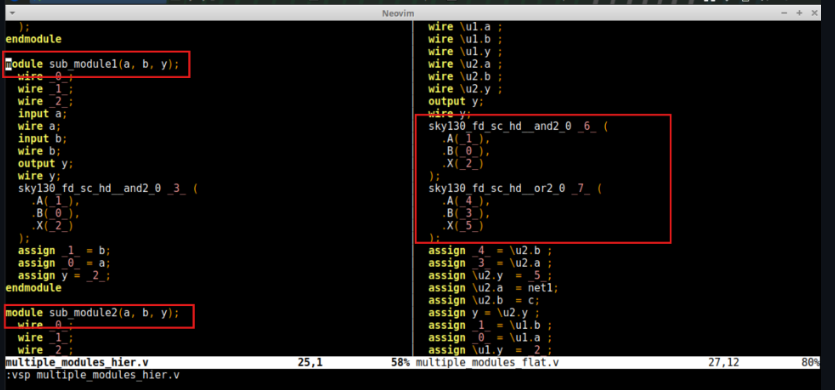 Neovim
);
endmodule
module sub_module1(a, b, y);
wire _0_;
wire _1_;
wire _2_;
input a;
wire a;
input b;
wire b;
output y;
wire y;
sky130_fd_sc_hd__and2_0 _3_ (
.A(_1_),
.B(_0_),
.X(_2_)
);
assign _1_ = b;
assign _0_ = a;
assign y = _2_;
endmodule
module sub_module2(a, b, y);
wire _0_;
wire _1_;
wire _2_
multiple_modules_hier.v 25,1 58%
wire \u1.a ;
wire \u1.b ;
wire \u1.y ;
wire \u2.a ;
wire \u2.b ;
wire \u2.y ;
output y;
wire y;
sky130_fd_sc_hd__and2_0 _6_ (
.A(_1_),
.B(_0_),
.X(_2_)
);
sky130_fd_sc_hd__or2_0 _7_ (
.A(_4_),
.B(_3_),
.X(_5_)
);
assign _4_ = \u2.b ;
assign _3_ = \u2.a ;
assign \u2.y = _5_;
assign \u2.a = net1;
assign \u2.b = c;
assign y = \u2.y ;
assign _1_ = \u1.b ;
assign _0_ = \u1.a ;
assign \u1.y = _2_;
multiple_modules_flat.v 27,12 80%
:vsp multiple_modules_hier.v